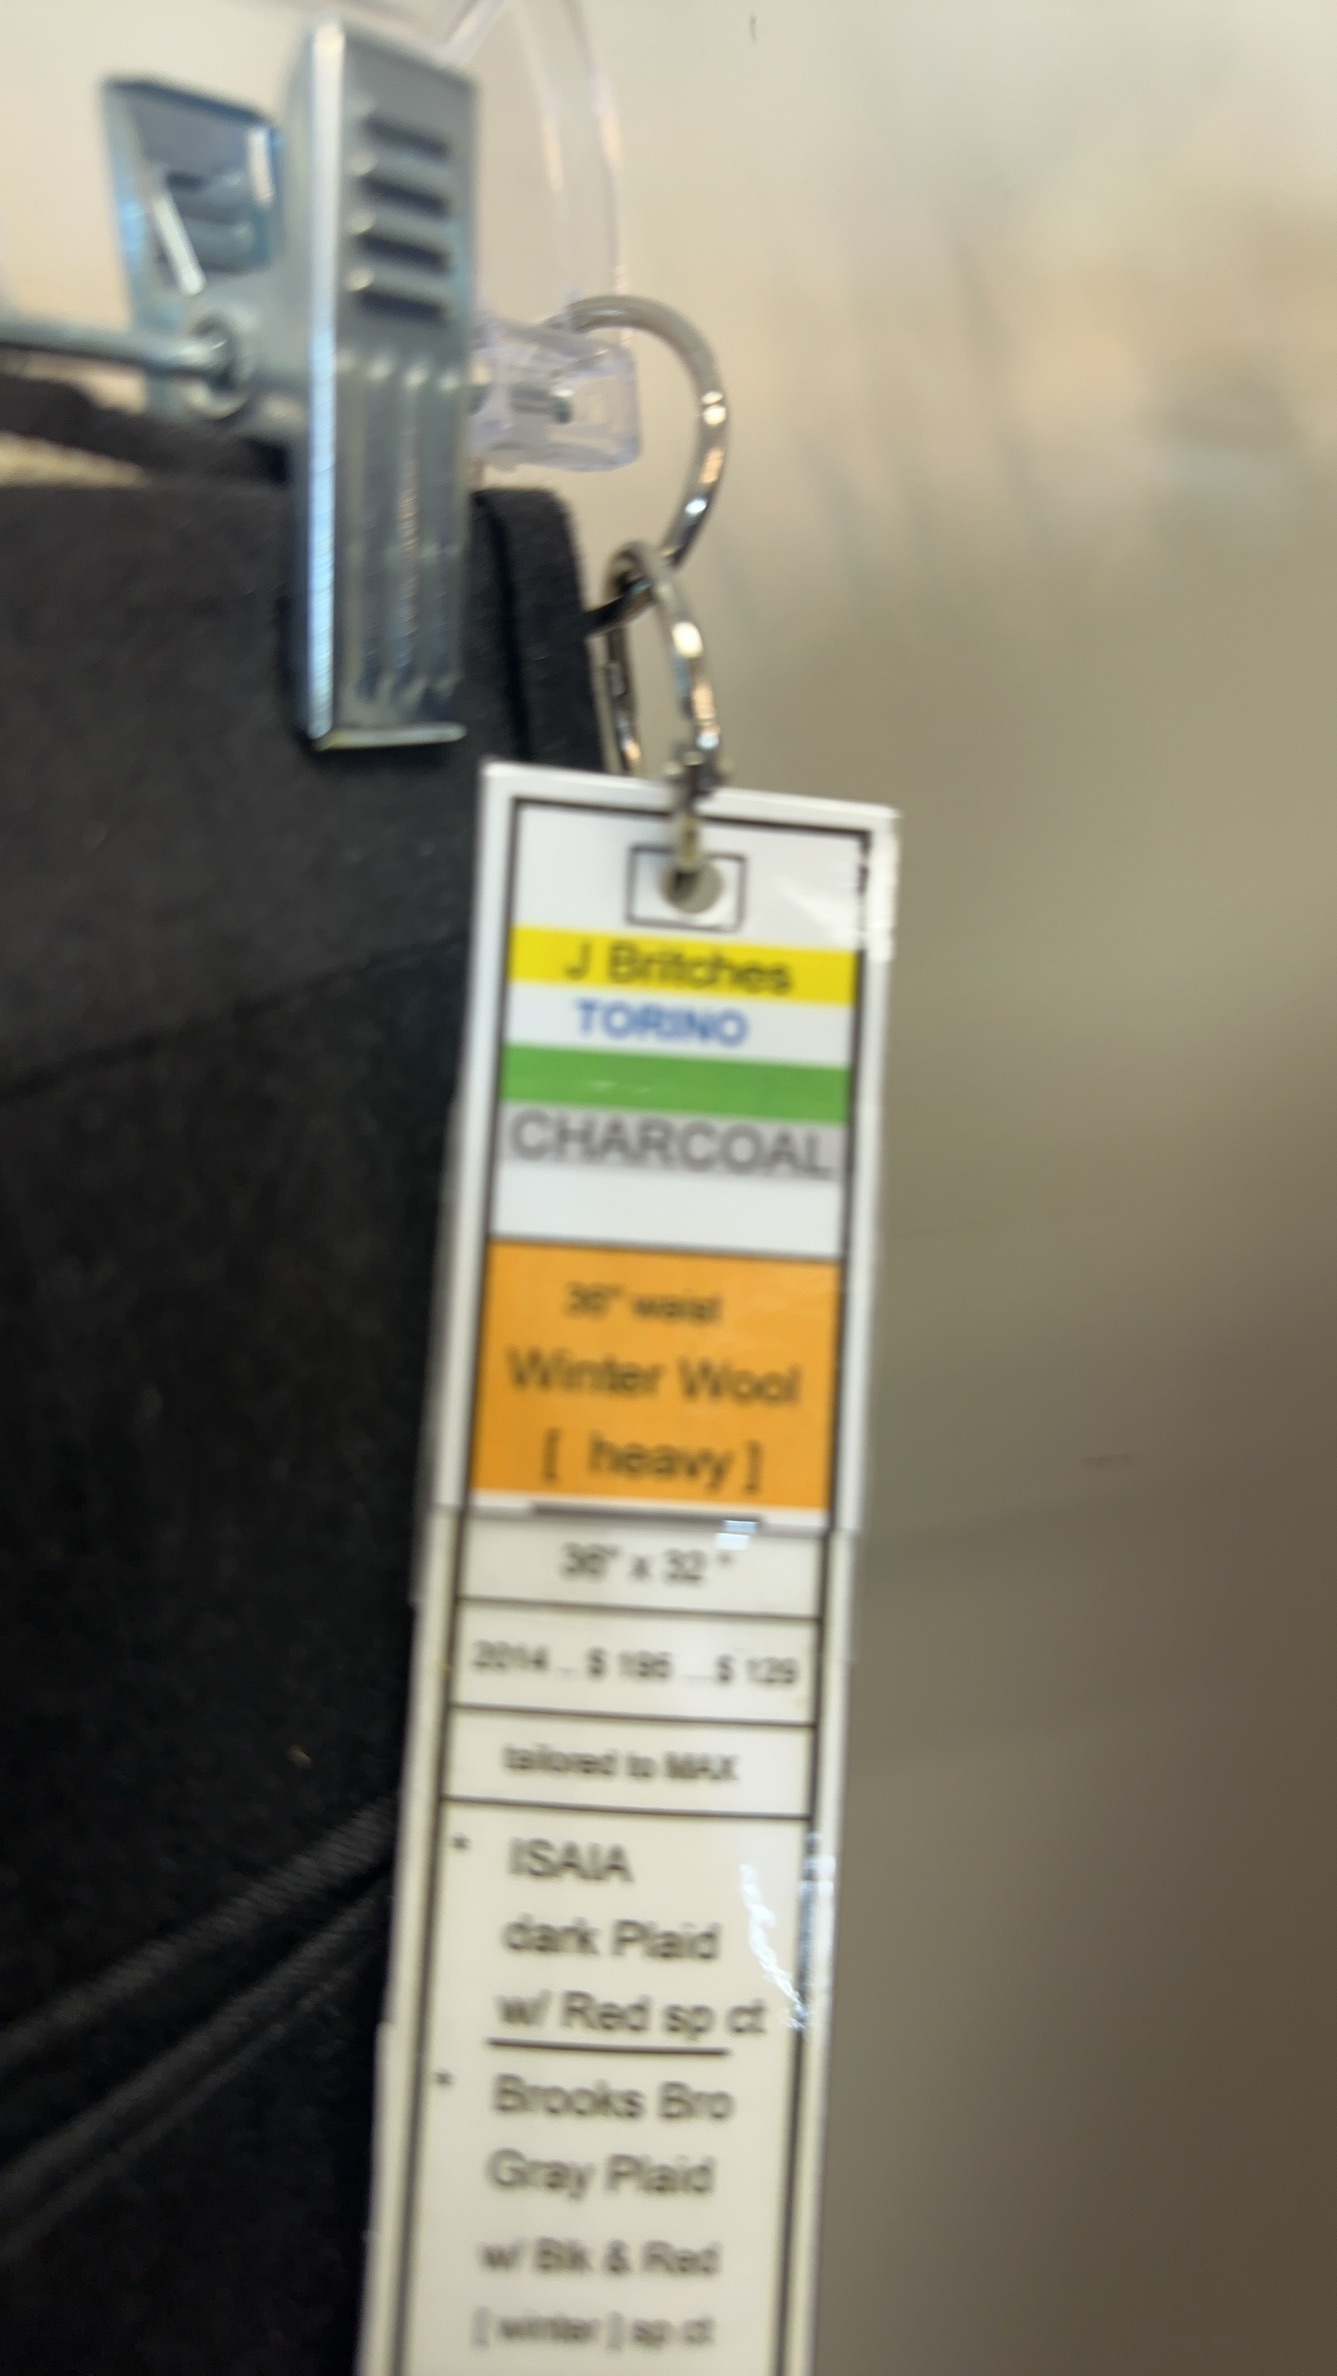 J Britches
TORINO
CHARCOAL
36" waist
Winter Wool
[ heavy ]
36" x 32 "
2014 .. $ 195 ... $ 129
tailored to MAX
* ISAIA
dark Plaid
w/ Red sp ct
* Brooks Bro
Gray Plaid
w/ Blk & Red
[ winter ] sp ct